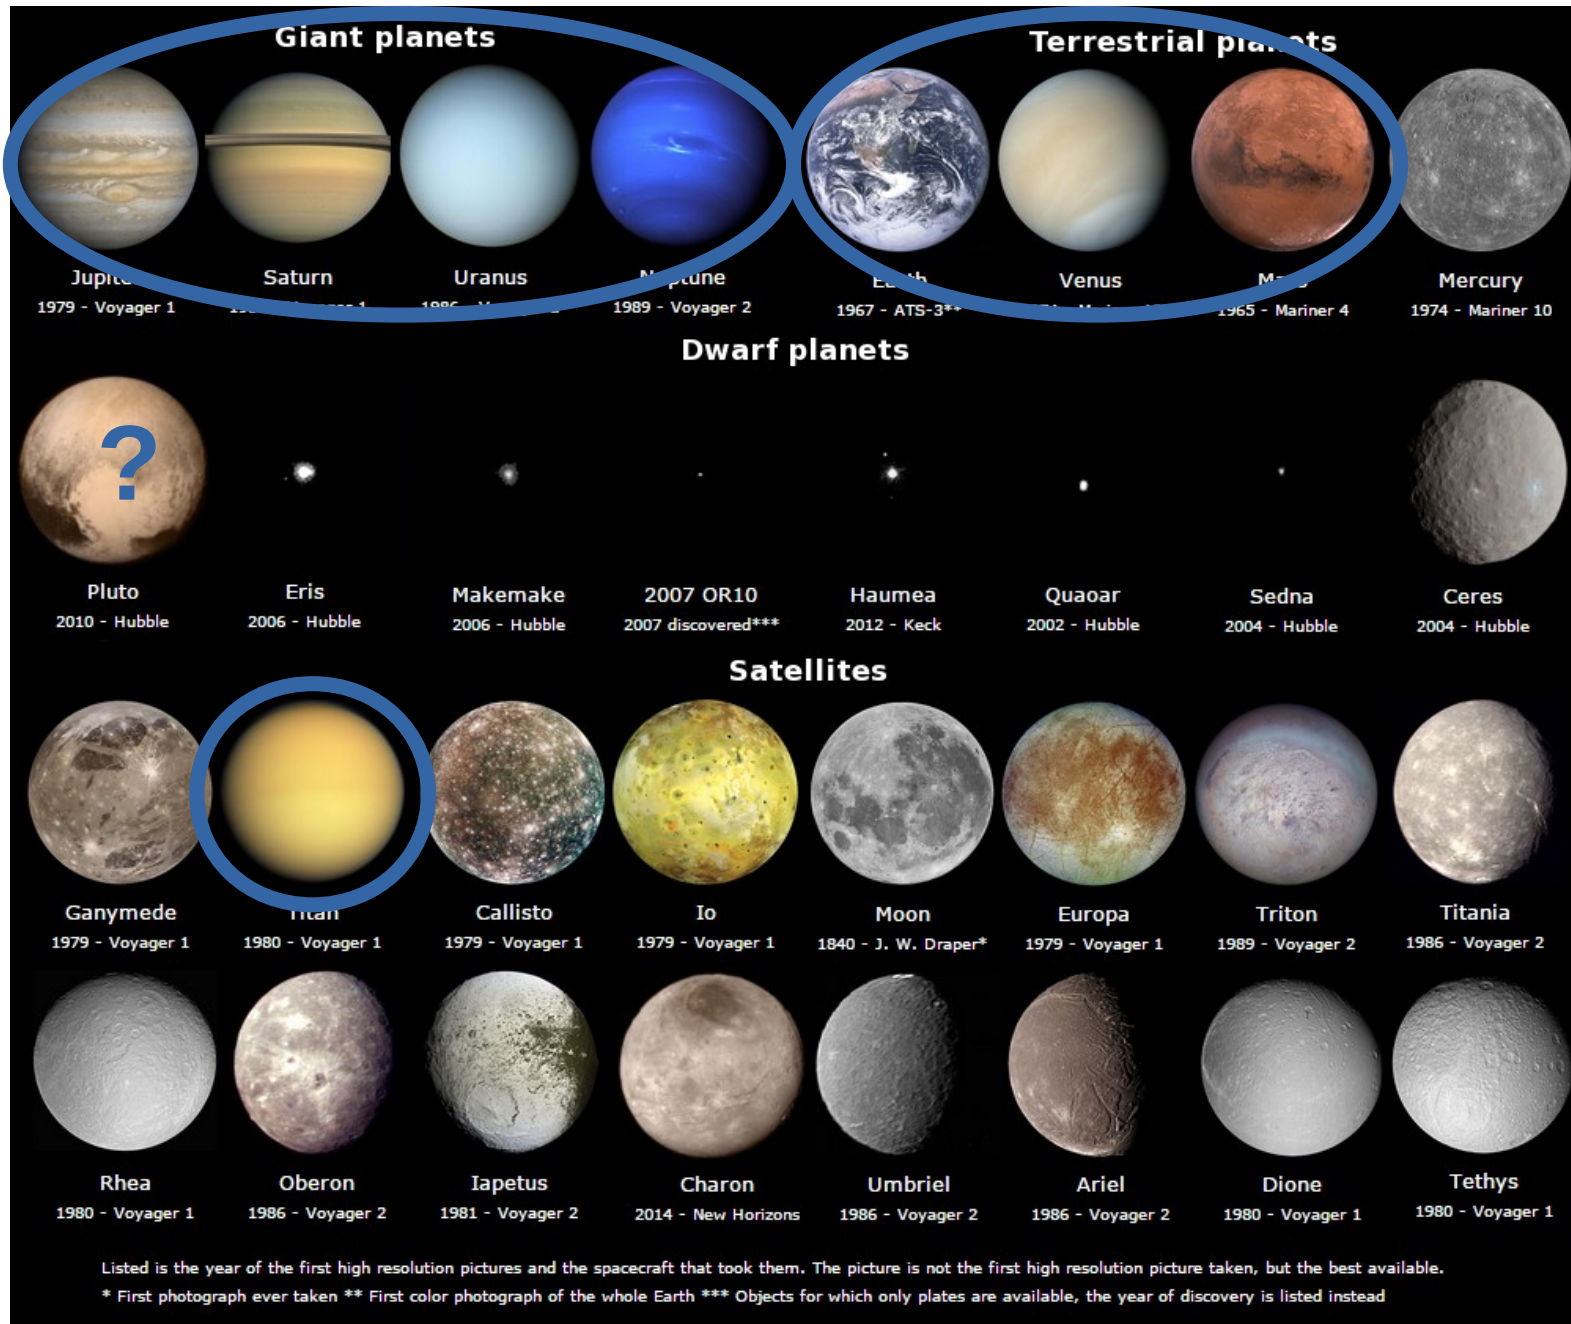 Giant planets
Terrestrial planets
Jupiter Saturn Uranus Neptune Earth Venus Mars Mercury
1979 - Voyager 1 1986 - 1989 - Voyager 2 1967 - ATS-3** 1965 - Mariner 4 1974 - Mariner 10
Dwarf planets
?
Pluto Eris Makemake 2007 OR10 Haumea Quaoar Sedna Ceres
2010 - Hubble 2006 - Hubble 2006 - Hubble 2007 discovered*** 2012 - Keck 2002 - Hubble 2004 - Hubble 2004 - Hubble
Satellites
Ganymede Titan Callisto Io Moon Europa Triton Titania
1979 - Voyager 1 1980 - Voyager 1 1979 - Voyager 1 1979 - Voyager 1 1840 - J. W. Draper* 1979 - Voyager 1 1989 - Voyager 2 1986 - Voyager 2
Rhea Oberon Iapetus Charon Umbriel Ariel Dione Tethys
1980 - Voyager 1 1986 - Voyager 2 1981 - Voyager 2 2014 - New Horizons 1986 - Voyager 2 1986 - Voyager 2 1980 - Voyager 1 1980 - Voyager 1
Listed is the year of the first high resolution pictures and the spacecraft that took them. The picture is not the first high resolution picture taken, but the best available.
* First photograph ever taken ** First color photograph of the whole Earth *** Objects for which only plates are available, the year of discovery is listed instead